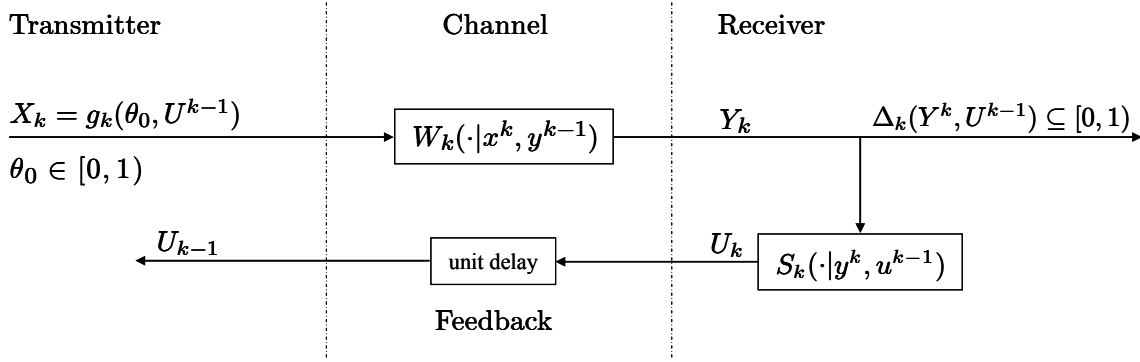 Transmitter
Channel
Receiver
X_k = g_k(θ_0, U^{k−1})
W_k(·|x^k, y^{k−1})
Y_k
Δ_k(Y^k, U^{k−1}) ⊆ [0, 1)
θ_0 ∈ [0, 1)
U_{k−1}
unit delay
U_k
S_k(·|y^k, u^{k−1})
Feedback